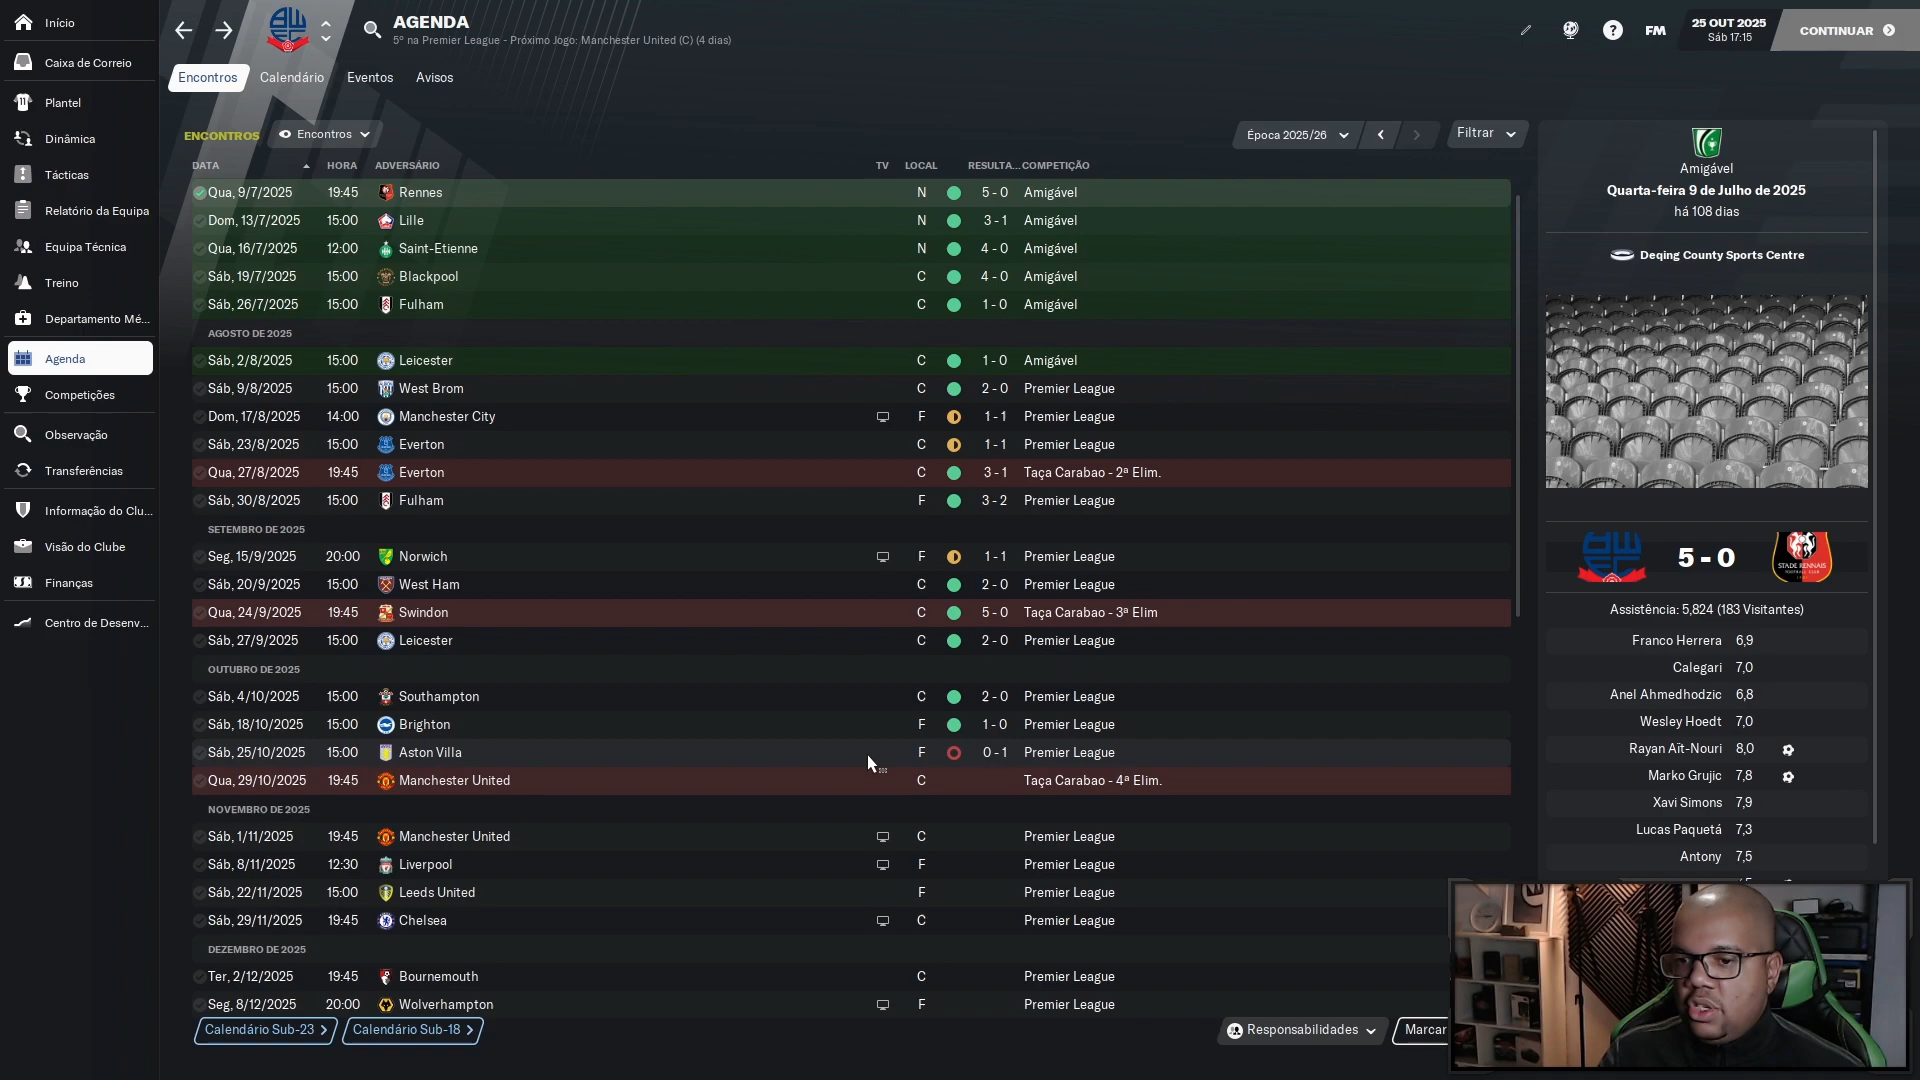 Início
Caixa de Correio
Plantel
Dinâmica
Tácticas
Relatório da Equipa
Equipa Técnica
Treino
Departamento Mé...
Agenda
Competições
Observação
Transferências
Informação do Clu...
Visão do Clube
Finanças
Centro de Desenv...
AGENDA
5º na Premier League - Próximo Jogo: Manchester United (C) (4 dias)
FM
25 OUT 2025
Sáb 17:15
CONTINUAR
Encontros Calendário Eventos Avisos
ENCONTROS Encontros Época 2025/26 Filtrar
DATA HORA ADVERSÁRIO TV LOCAL RESULTA... COMPETIÇÃO
Qua, 9/7/2025 19:45 Rennes N 5 - 0 Amigável
Dom, 13/7/2025 15:00 Lille N 3 - 1 Amigável
Qua, 16/7/2025 12:00 Saint-Etienne N 4 - 0 Amigável
Sáb, 19/7/2025 15:00 Blackpool C 4 - 0 Amigável
Sáb, 26/7/2025 15:00 Fulham C 1 - 0 Amigável
AGOSTO DE 2025
Sáb, 2/8/2025 15:00 Leicester C 1 - 0 Amigável
Sáb, 9/8/2025 15:00 West Brom C 2 - 0 Premier League
Dom, 17/8/2025 14:00 Manchester City F 1 - 1 Premier League
Sáb, 23/8/2025 15:00 Everton C 1 - 1 Premier League
Qua, 27/8/2025 19:45 Everton C 3 - 1 Taça Carabao - 2ª Elim.
Sáb, 30/8/2025 15:00 Fulham F 3 - 2 Premier League
SETEMBRO DE 2025
Seg, 15/9/2025 20:00 Norwich F 1 - 1 Premier League
Sáb, 20/9/2025 15:00 West Ham C 2 - 0 Premier League
Qua, 24/9/2025 19:45 Swindon C 5 - 0 Taça Carabao - 3ª Elim
Sáb, 27/9/2025 15:00 Leicester C 2 - 0 Premier League
OUTUBRO DE 2025
Sáb, 4/10/2025 15:00 Southampton C 2 - 0 Premier League
Sáb, 18/10/2025 15:00 Brighton F 1 - 0 Premier League
Sáb, 25/10/2025 15:00 Aston Villa F 0 - 1 Premier League
Qua, 29/10/2025 19:45 Manchester United C Taça Carabao - 4ª Elim.
NOVEMBRO DE 2025
Sáb, 1/11/2025 19:45 Manchester United C Premier League
Sáb, 8/11/2025 12:30 Liverpool F Premier League
Sáb, 22/11/2025 15:00 Leeds United F Premier League
Sáb, 29/11/2025 19:45 Chelsea C Premier League
DEZEMBRO DE 2025
Ter, 2/12/2025 19:45 Bournemouth C Premier League
Seg, 8/12/2025 20:00 Wolverhampton F Premier League
Calendário Sub-23 Calendário Sub-18 Responsabilidades Marcar
Amigável
Quarta-feira 9 de Julho de 2025
há 108 dias
Deqing County Sports Centre
5 - 0
STADE RENNAIS
Assistência: 5,824 (183 Visitantes)
Franco Herrera 6,9
Calegari 7,0
Anel Ahmedhodzic 6,8
Wesley Hoedt 7,0
Rayan Aït-Nouri 8,0
Marko Grujic 7,8
Xavi Simons 7,9
Lucas Paquetá 7,3
Antony 7,5